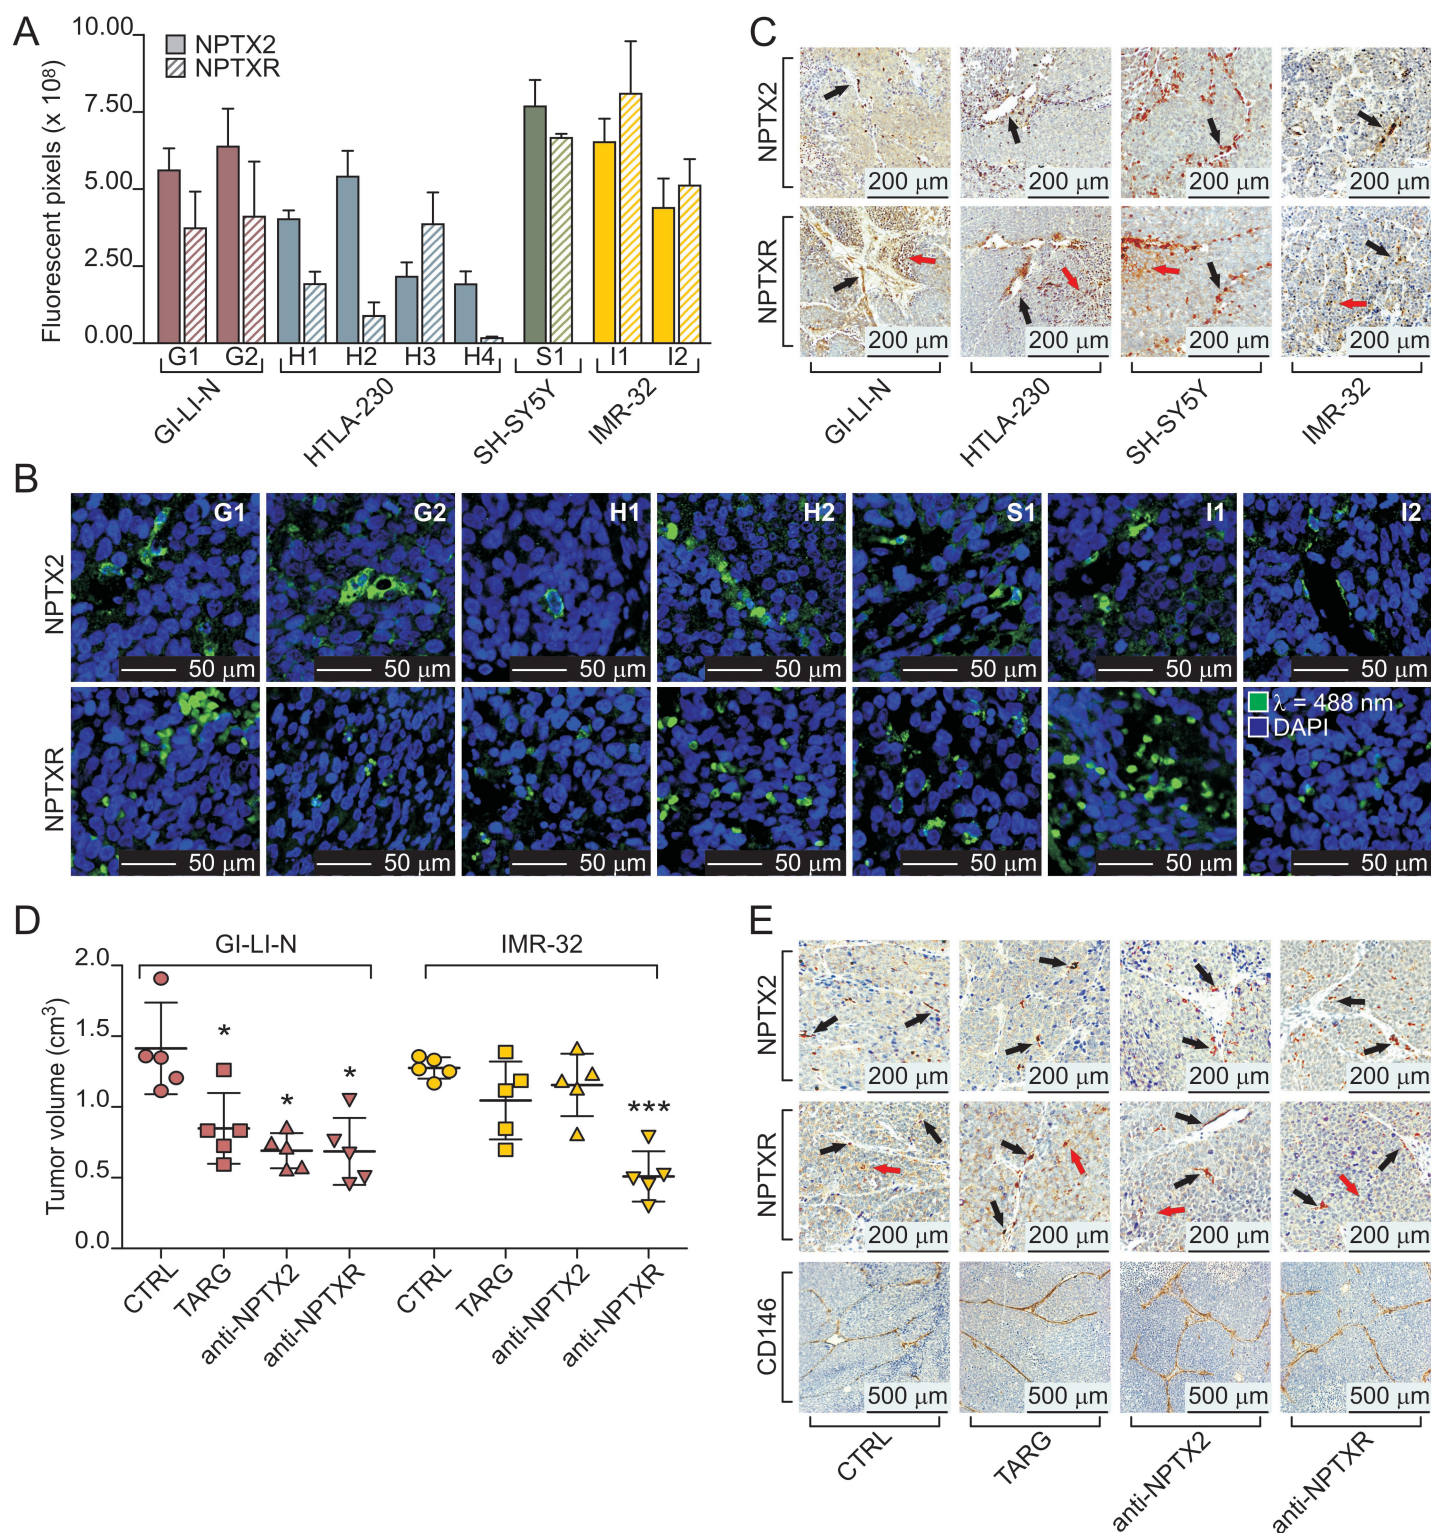 A
10.00
7.50
5.00
2.50
0.00
Fluorescent pixels (x 10⁸)
NPTX2
NPTXR
G1 G2 H1 H2 H3 H4 S1 I1 I2
GI-LI-N HTLA-230 SH-SY5Y IMR-32
C
NPTX2
200 μm 200 μm 200 μm 200 μm
NPTXR
200 μm 200 μm 200 μm 200 μm
GI-LI-N HTLA-230 SH-SY5Y IMR-32
B
G1 G2 H1 H2 S1 I1 I2
NPTX2
50 μm 50 μm 50 μm 50 μm 50 μm 50 μm 50 μm
λ = 488 nm
DAPI
NPTXR
50 μm 50 μm 50 μm 50 μm 50 μm 50 μm 50 μm
D
GI-LI-N IMR-32
2.0
1.5
1.0
0.5
0.0
Tumor volume (cm³)
* * * ***
CTRL TARG anti-NPTX2 anti-NPTXR CTRL TARG anti-NPTX2 anti-NPTXR
E
NPTX2
200 μm 200 μm 200 μm 200 μm
NPTXR
200 μm 200 μm 200 μm 200 μm
CD146
500 μm 500 μm 500 μm 500 μm
CTRL TARG anti-NPTX2 anti-NPTXR